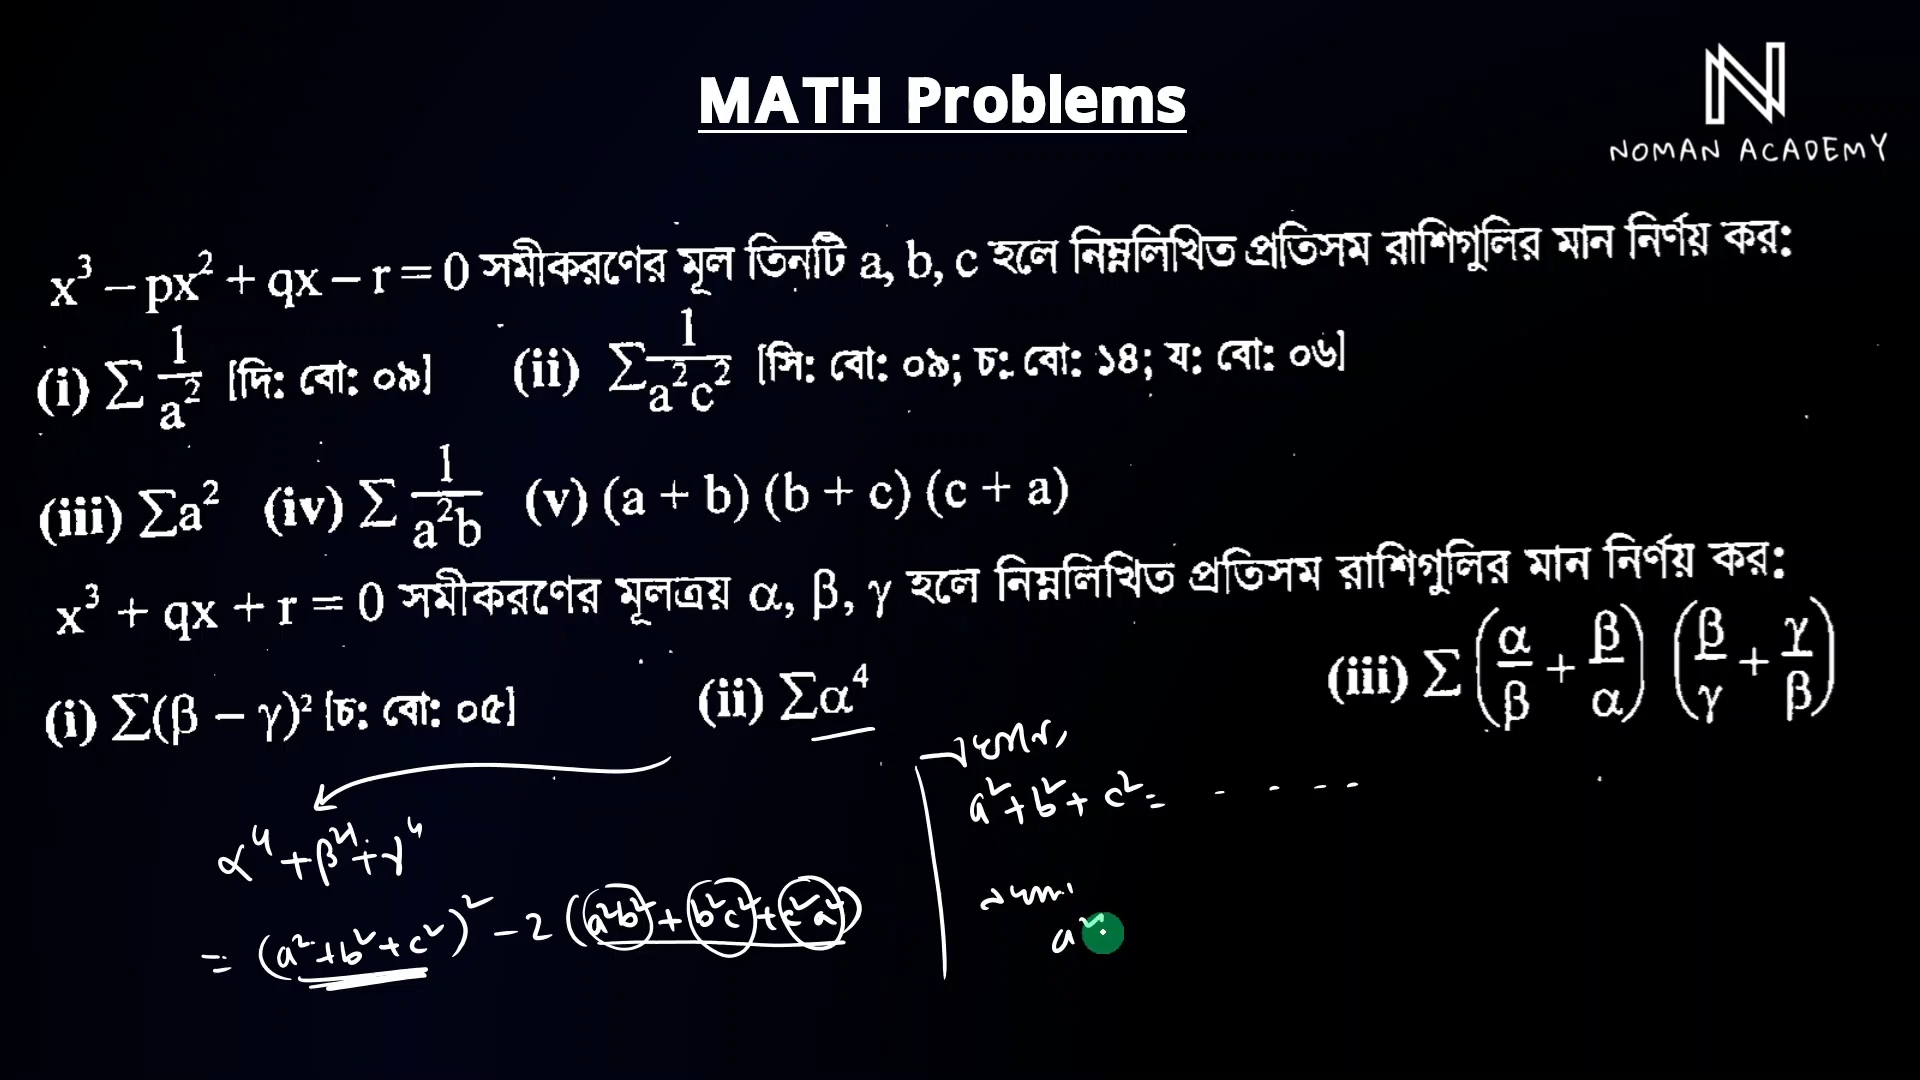 MATH Problems
NOMAN ACADEMY
x³ – px² + qx – r = 0 সমীকরণের মূল তিনটি a, b, c হলে নিম্নলিখিত প্রতিসম রাশিগুলির মান নির্ণয় কর:
(i) ∑ 1/a² [দি: বো: ০৯] (ii) ∑ 1/a²c² [সি: বো: ০৯; চ: বো: ১৪; য: বো: ০৬]
(iii) ∑a² (iv) ∑ 1/a²b (v) (a + b) (b + c) (c + a)
x³ + qx + r = 0 সমীকরণের মূলত্রয় α, β, γ হলে নিম্নলিখিত প্রতিসম রাশিগুলির মান নির্ণয় কর:
(i) ∑(β – γ)² [চ: বো: ০৫] (ii) ∑α⁴ (iii) ∑ (α/β + β/α) (β/γ + γ/β)
α⁴ + β⁴ + γ⁴
= (a² + b² + c²)² – 2 (a²b² + b²c² + c²a²)
a² + b² + c² = - - - -
a²